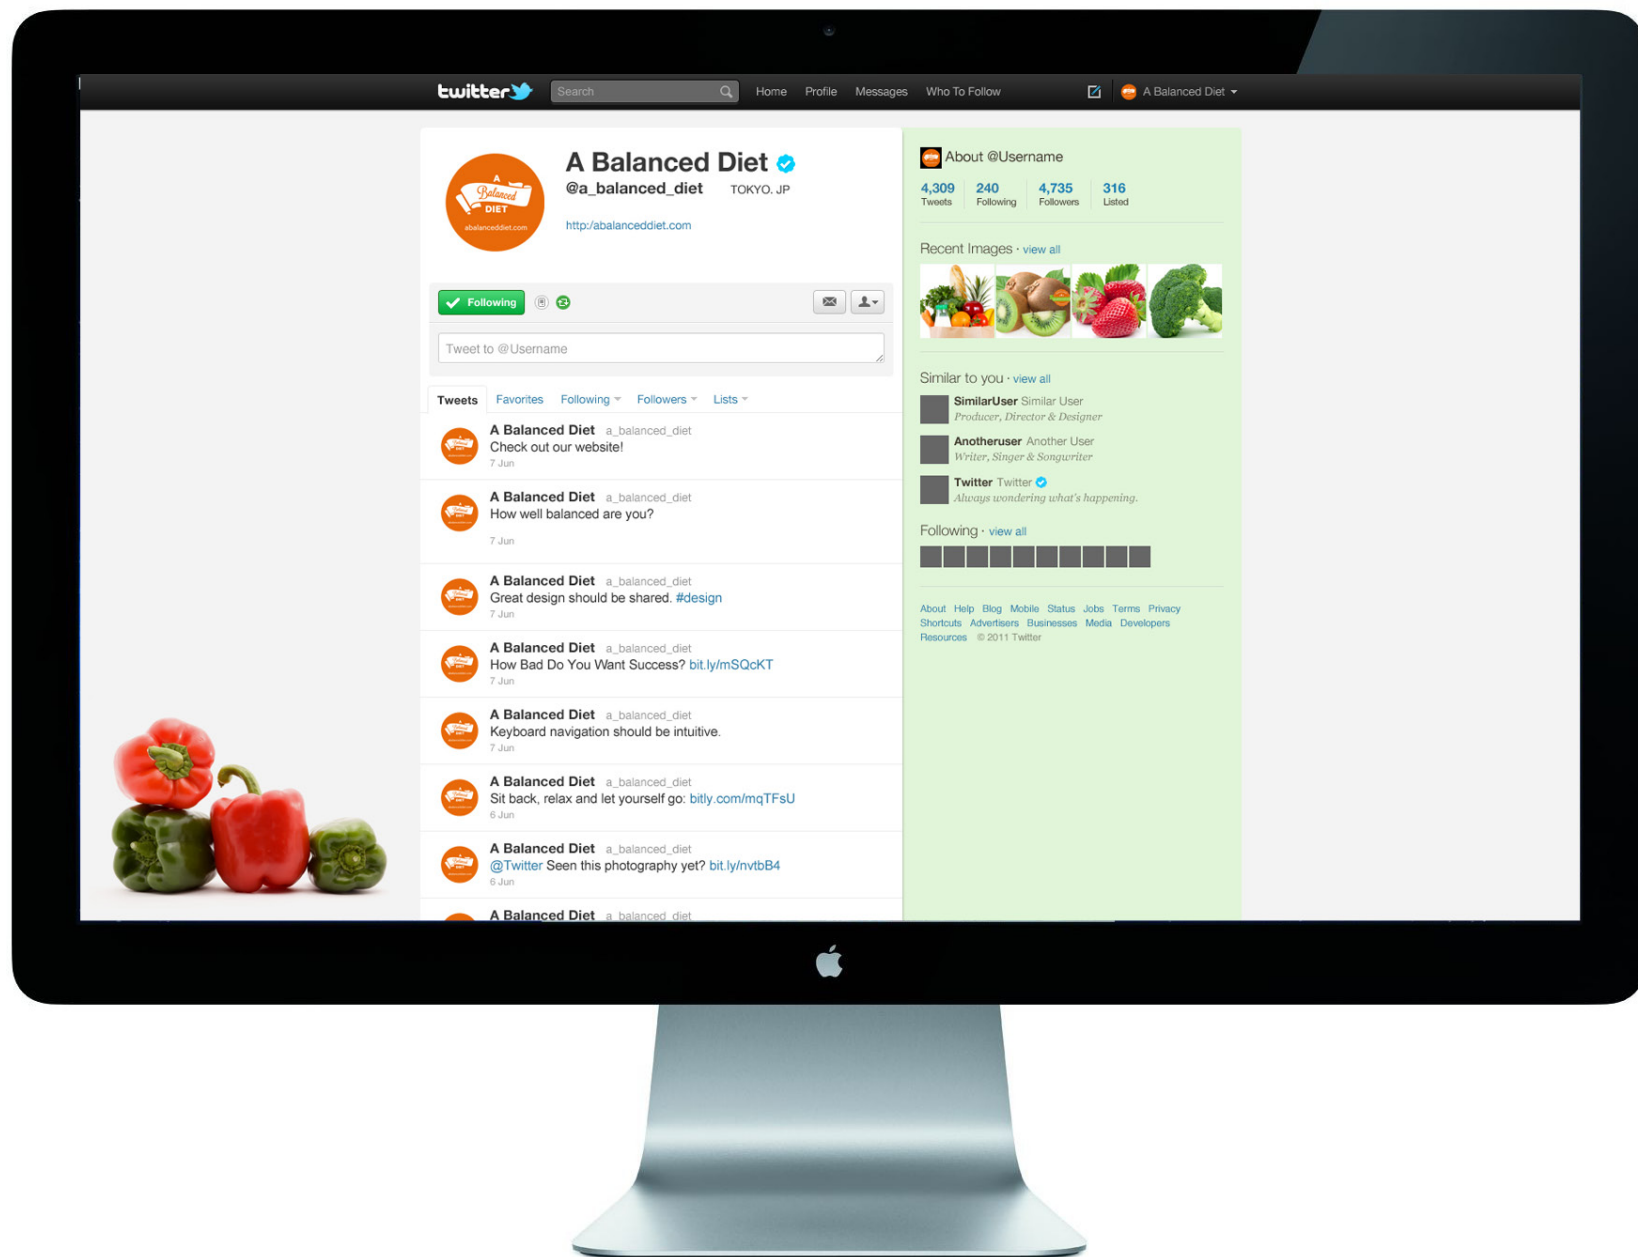 twitter
Search
Home Profile Messages Who To Follow
A Balanced Diet
A
Balanced
DIET
abalanceddiet.com
A Balanced Diet
@a_balanced_diet TOKYO. JP
http:/abalanceddiet.com
Following
Tweet to @Username
Tweets Favorites Following Followers Lists
A Balanced Diet a_balanced_diet
Check out our website!
7 Jun
A Balanced Diet a_balanced_diet
How well balanced are you?
7 Jun
A Balanced Diet a_balanced_diet
Great design should be shared. #design
7 Jun
A Balanced Diet a_balanced_diet
How Bad Do You Want Success? bit.ly/mSQcKT
7 Jun
A Balanced Diet a_balanced_diet
Keyboard navigation should be intuitive.
7 Jun
A Balanced Diet a_balanced_diet
Sit back, relax and let yourself go: bitly.com/mqTFsU
6 Jun
A Balanced Diet a_balanced_diet
@Twitter Seen this photography yet? bit.ly/nvtbB4
6 Jun
A Balanced Diet a_balanced_diet
About @Username
4,309 240 4,735 316
Tweets Following Followers Listed
Recent Images · view all
Similar to you · view all
SimilarUser Similar User
Producer, Director & Designer
Anotheruser Another User
Writer, Singer & Songwriter
Twitter Twitter
Always wondering what's happening.
Following · view all
About Help Blog Mobile Status Jobs Terms Privacy
Shortcuts Advertisers Businesses Media Developers
Resources © 2011 Twitter